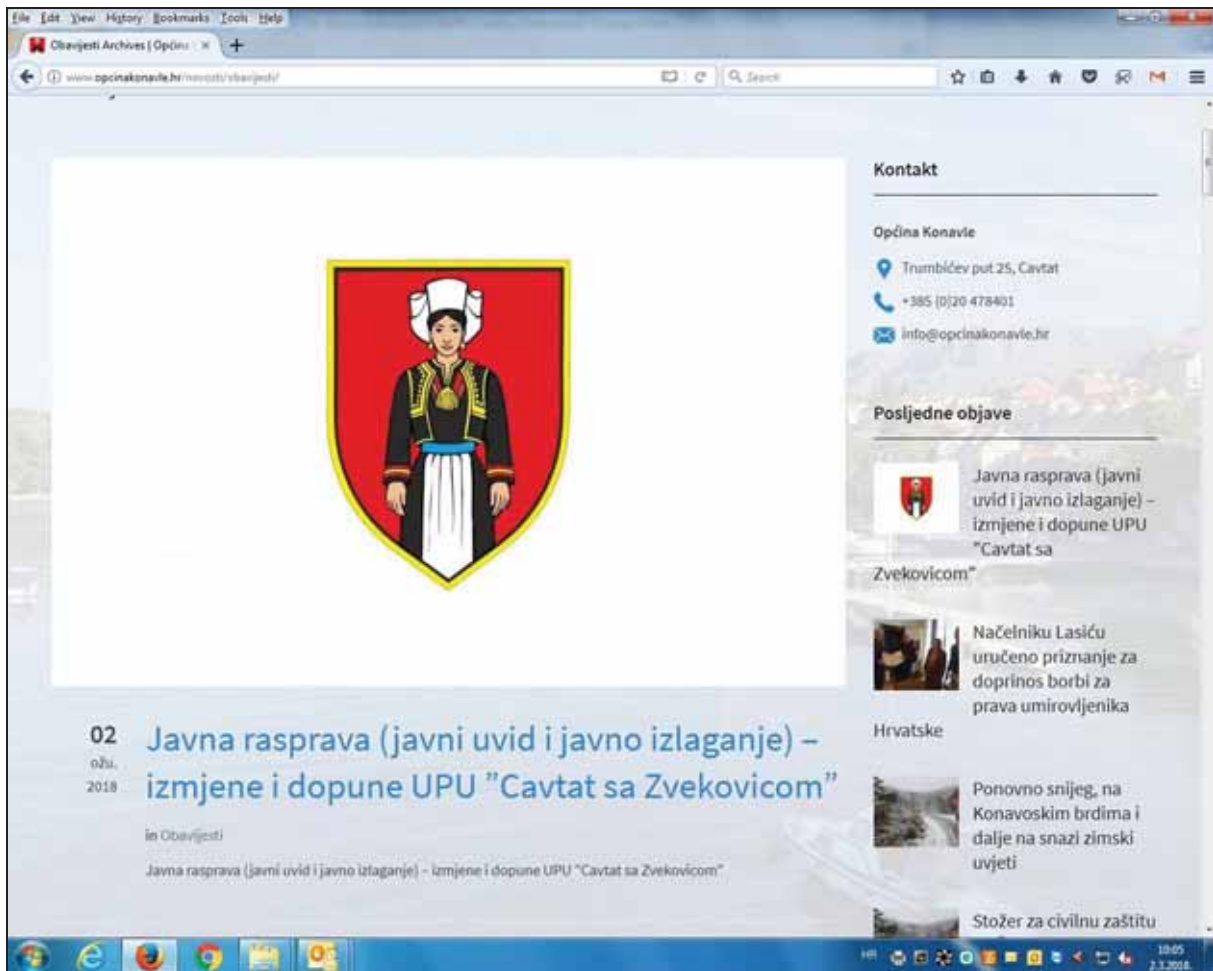 File Edit View History Bookmarks Tools Help
Obavijesti Archives | Općina
www.opcinakonavle.hr/novosti/obavijesti/
Search
Kontakt
Općina Konavle
Trumbićev put 25, Cavtat
+385 (0)20 478401
info@opcinakonavle.hr
Posljedne objave
Javna rasprava (javni
uvid i javno izlaganje) –
izmjene i dopune UPU
"Cavtat sa
Zvekovicom"
Načelniku Lasiću
uručeno priznanje za
doprinos borbi za
prava umirovljenika
Hrvatske
Ponovno snijeg, na
Konavoskim brdima i
dalje na snazi zimski
uvjeti
Stožer za civilnu zaštitu
02
ožu.
2018
Javna rasprava (javni uvid i javno izlaganje) –
izmjene i dopune UPU ”Cavtat sa Zvekovicom”
in Obavijesti
Javna rasprava (javni uvid i javno izlaganje) – izmjene i dopune UPU "Cavtat sa Zvekovicom"
HR
10:05
2.3.2018.